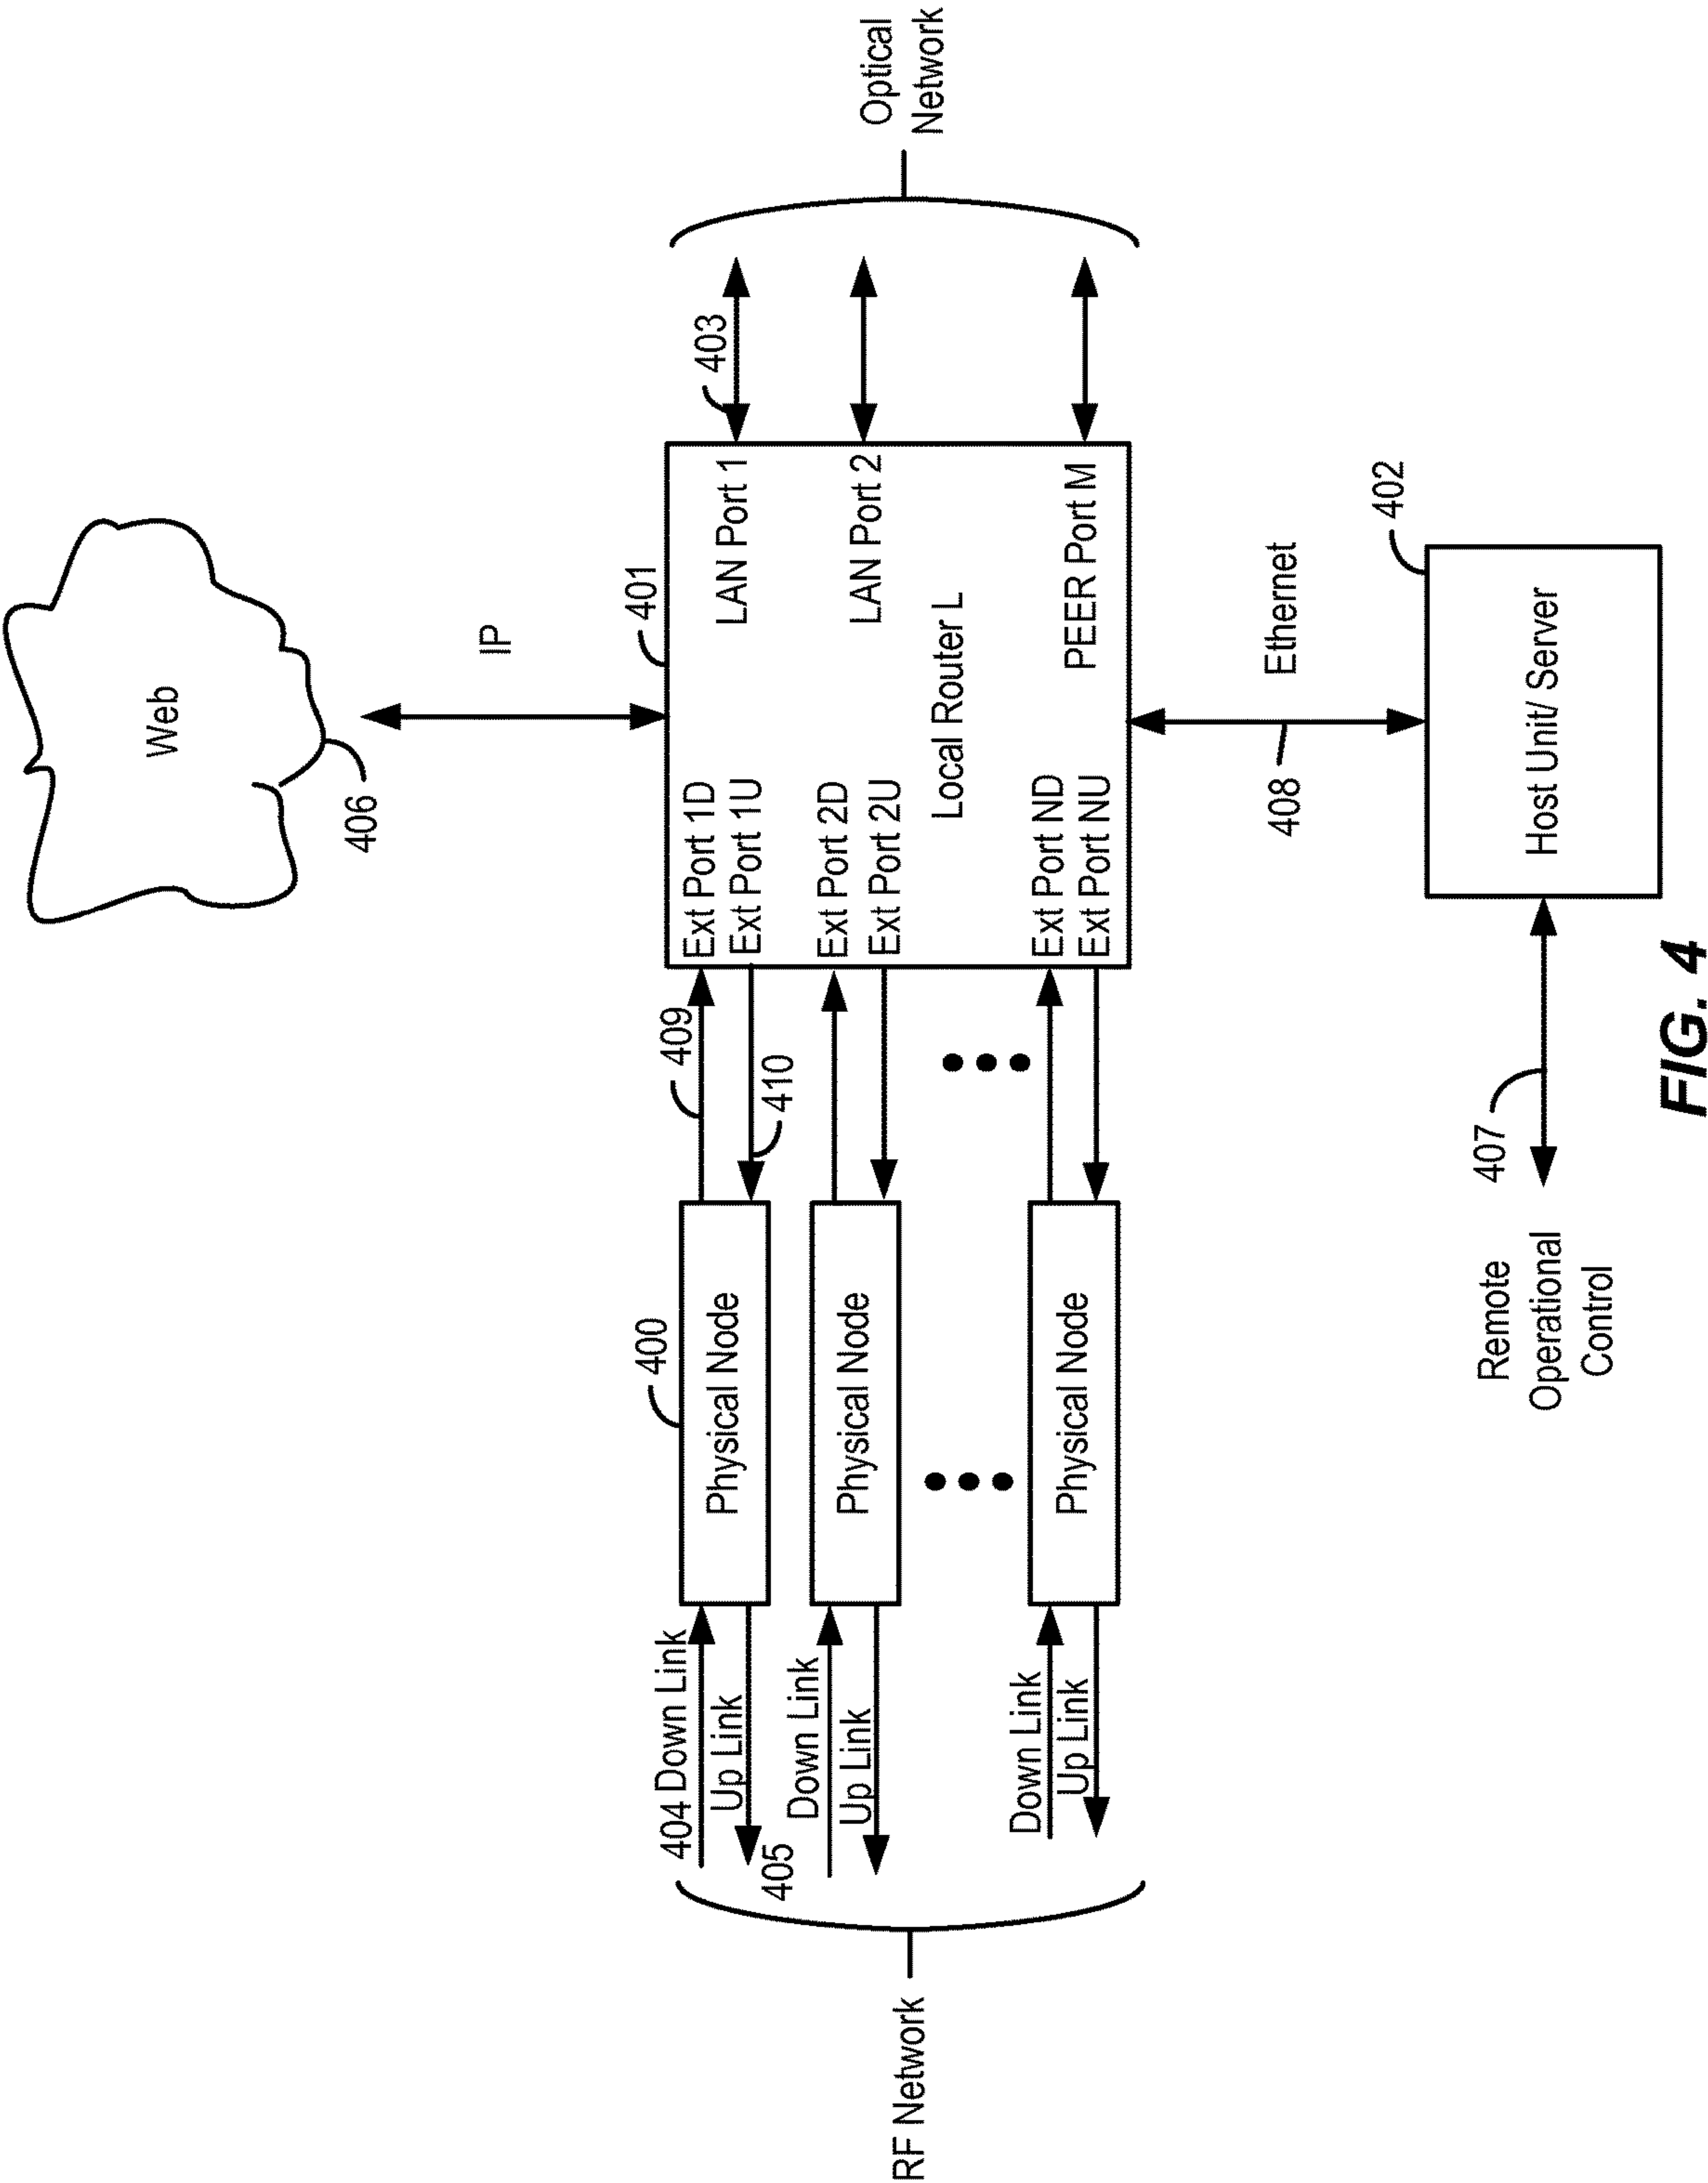 Web
406
IP
401
Optical
Network
403
Ext Port 1D
Ext Port 1U
LAN Port 1
Ext Port 2D
Ext Port 2U
LAN Port 2
Local Router L
Ext Port ND
Ext Port NU
PEER Port M
409
410
400
Physical Node
Physical Node
Physical Node
404 Down Link
Up Link
405
Down Link
Up Link
Down Link
Up Link
RF Network
Ethernet
408
402
Host Unit/ Server
407
Remote
Operational
Control
FIG. 4